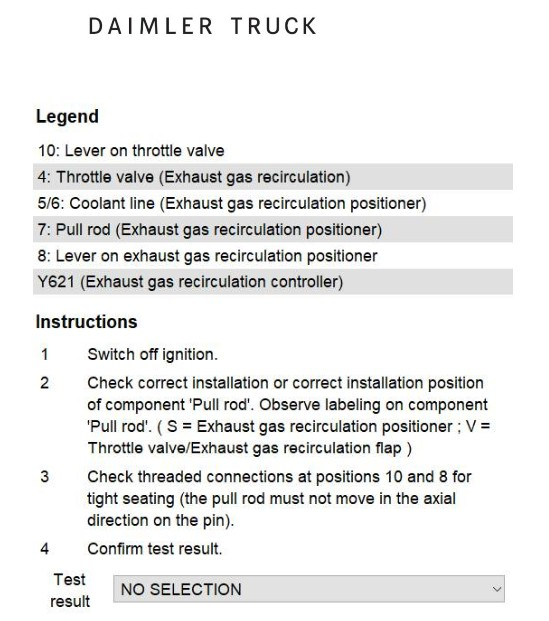 DAIMLER TRUCK
Legend
10: Lever on throttle valve
4: Throttle valve (Exhaust gas recirculation)
5/6: Coolant line (Exhaust gas recirculation positioner)
7: Pull rod (Exhaust gas recirculation positioner)
8: Lever on exhaust gas recirculation positioner
Y621 (Exhaust gas recirculation controller)
Instructions
1 Switch off ignition.
2 Check correct installation or correct installation position
of component 'Pull rod'. Observe labeling on component
'Pull rod'. ( S = Exhaust gas recirculation positioner ; V =
Throttle valve/Exhaust gas recirculation flap )
3 Check threaded connections at positions 10 and 8 for
tight seating (the pull rod must not move in the axial
direction on the pin).
4 Confirm test result.
Test
result
NO SELECTION